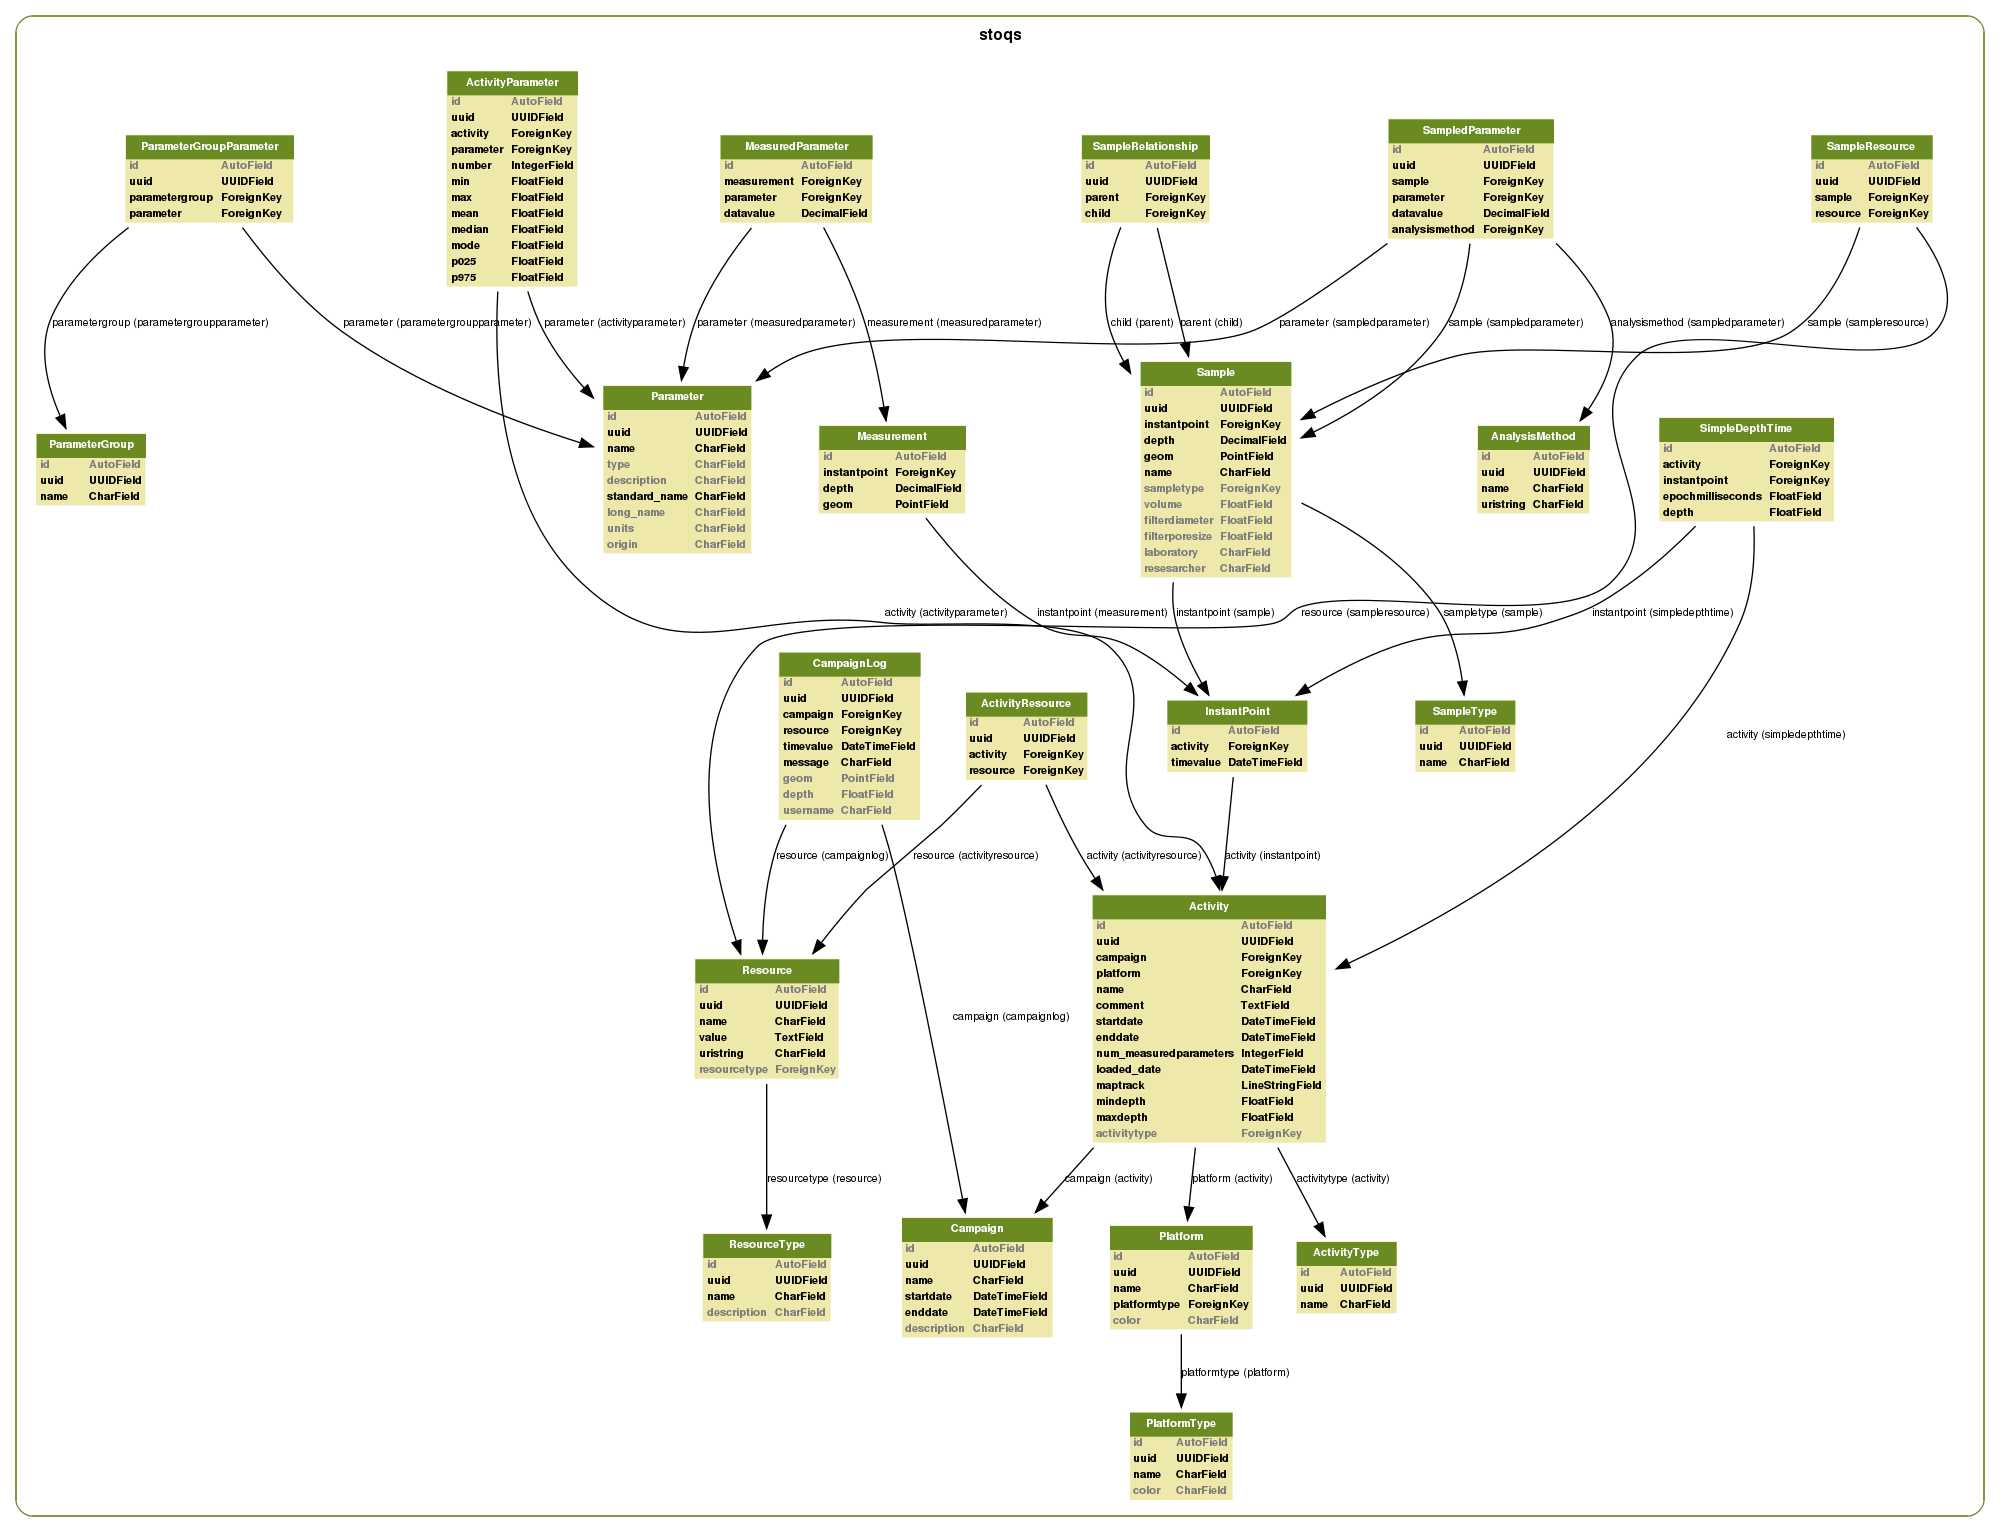 stoqs
ActivityParameter
id AutoField
uuid UUIDField
activity ForeignKey
parameter ForeignKey
number IntegerField
min FloatField
max FloatField
mean FloatField
median FloatField
mode FloatField
p025 FloatField
p975 FloatField
ParameterGroupParameter
id AutoField
uuid UUIDField
parametergroup ForeignKey
parameter ForeignKey
MeasuredParameter
id AutoField
measurement ForeignKey
parameter ForeignKey
datavalue DecimalField
SampleRelationship
id AutoField
uuid UUIDField
parent ForeignKey
child ForeignKey
SampledParameter
id AutoField
uuid UUIDField
sample ForeignKey
parameter ForeignKey
datavalue DecimalField
analysismethod ForeignKey
SampleResource
id AutoField
uuid UUIDField
sample ForeignKey
resource ForeignKey
parametergroup (parametergroupparameter)
parameter (parametergroupparameter)
parameter (activityparameter)
parameter (measuredparameter)
measurement (measuredparameter)
child (parent)
parent (child)
parameter (sampledparameter)
sample (sampledparameter)
analysismethod (sampledparameter)
sample (sampleresource)
ParameterGroup
id AutoField
uuid UUIDField
name CharField
Parameter
id AutoField
uuid UUIDField
name CharField
type CharField
description CharField
standard_name CharField
long_name CharField
units CharField
origin CharField
Measurement
id AutoField
instantpoint ForeignKey
depth DecimalField
geom PointField
Sample
id AutoField
uuid UUIDField
instantpoint ForeignKey
depth DecimalField
geom PointField
name CharField
sampletype ForeignKey
volume FloatField
filterdiameter FloatField
filterporesize FloatField
laboratory CharField
resesarcher CharField
AnalysisMethod
id AutoField
uuid UUIDField
name CharField
uristring CharField
SimpleDepthTime
id AutoField
activity ForeignKey
instantpoint ForeignKey
epochmilliseconds FloatField
depth FloatField
activity (activityparameter)
instantpoint (measurement)
instantpoint (sample)
resource (sampleresource)
sampletype (sample)
instantpoint (simpledepthtime)
activity (simpledepthtime)
CampaignLog
id AutoField
uuid UUIDField
campaign ForeignKey
resource ForeignKey
timevalue DateTimeField
message CharField
geom PointField
depth FloatField
username CharField
ActivityResource
id AutoField
uuid UUIDField
activity ForeignKey
resource ForeignKey
InstantPoint
id AutoField
activity ForeignKey
timevalue DateTimeField
SampleType
id AutoField
uuid UUIDField
name CharField
resource (campaignlog)
resource (activityresource)
activity (activityresource)
activity (instantpoint)
Resource
id AutoField
uuid UUIDField
name CharField
value TextField
uristring CharField
resourcetype ForeignKey
campaign (campaignlog)
Activity
id AutoField
uuid UUIDField
campaign ForeignKey
platform ForeignKey
name CharField
comment TextField
startdate DateTimeField
enddate DateTimeField
num_measuredparameters IntegerField
loaded_date DateTimeField
maptrack LineStringField
mindepth FloatField
maxdepth FloatField
activitytype ForeignKey
resourcetype (resource)
campaign (activity)
platform (activity)
activitytype (activity)
ResourceType
id AutoField
uuid UUIDField
name CharField
description CharField
Campaign
id AutoField
uuid UUIDField
name CharField
startdate DateTimeField
enddate DateTimeField
description CharField
Platform
id AutoField
uuid UUIDField
name CharField
platformtype ForeignKey
color CharField
ActivityType
id AutoField
uuid UUIDField
name CharField
platformtype (platform)
PlatformType
id AutoField
uuid UUIDField
name CharField
color CharField